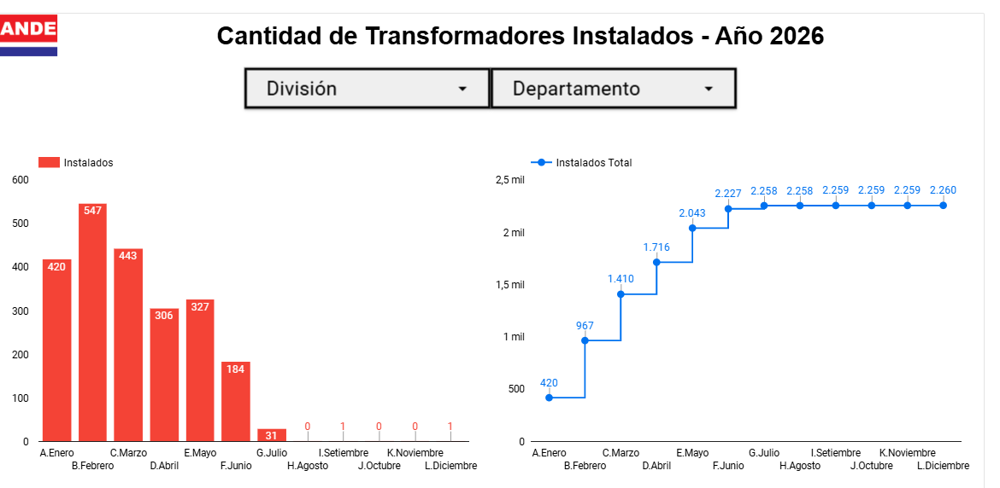 ANDE
Cantidad de Transformadores Instalados - Año 2026
División
Departamento
Instalados
600
500
400
300
200
100
0
420
547
443
306
327
184
31
0
1
0
0
1
A.Enero
B.Febrero
C.Marzo
D.Abril
E.Mayo
F.Junio
G.Julio
H.Agosto
I.Setiembre
J.Octubre
K.Noviembre
L.Diciembre
Instalados Total
2,5 mil
2 mil
1,5 mil
1 mil
500
0
420
967
1.410
1.716
2.043
2.227
2.258
2.258
2.259
2.259
2.259
2.260
A.Enero
B.Febrero
C.Marzo
D.Abril
E.Mayo
F.Junio
G.Julio
H.Agosto
I.Setiembre
J.Octubre
K.Noviembre
L.Diciembre